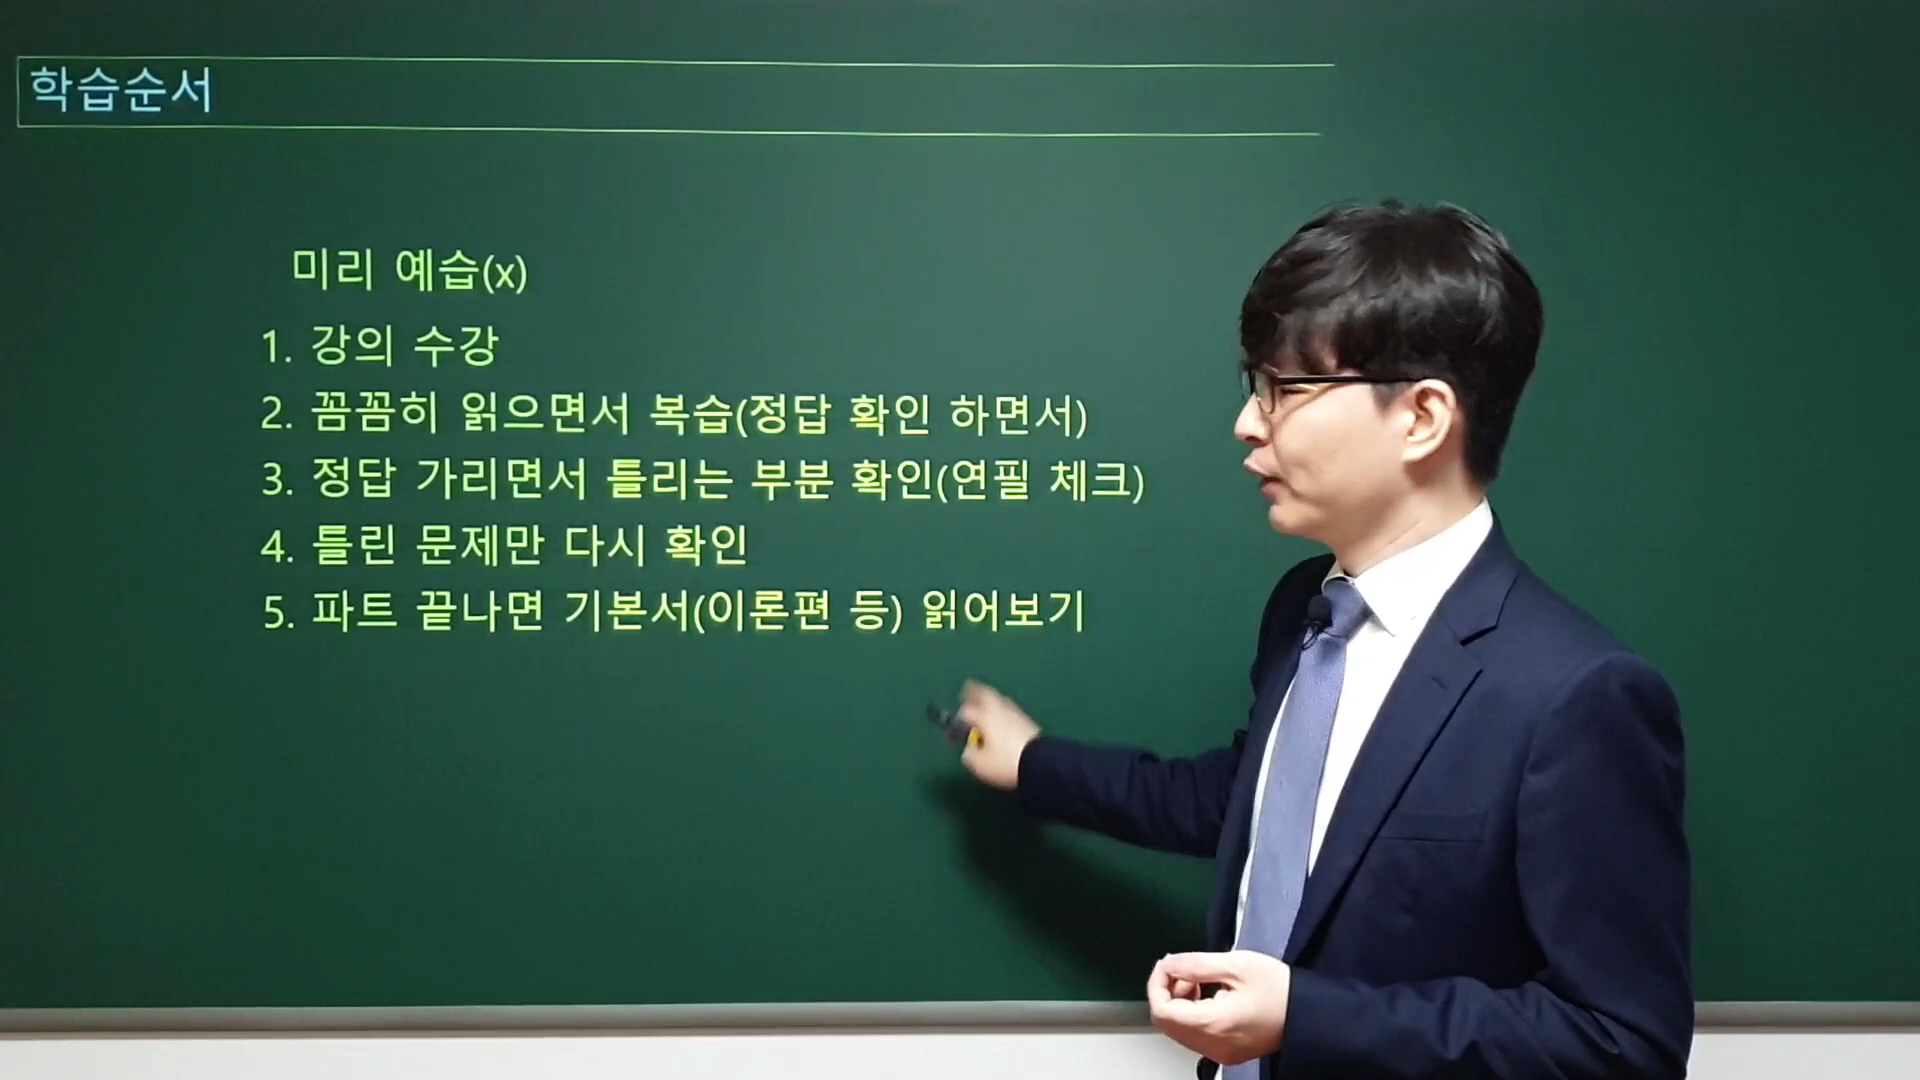 학습순서
미리 예습(x)
1. 강의 수강
2. 꼼꼼히 읽으면서 복습(정답 확인 하면서)
3. 정답 가리면서 틀리는 부분 확인(연필 체크)
4. 틀린 문제만 다시 확인
5. 파트 끝나면 기본서(이론편 등) 읽어보기